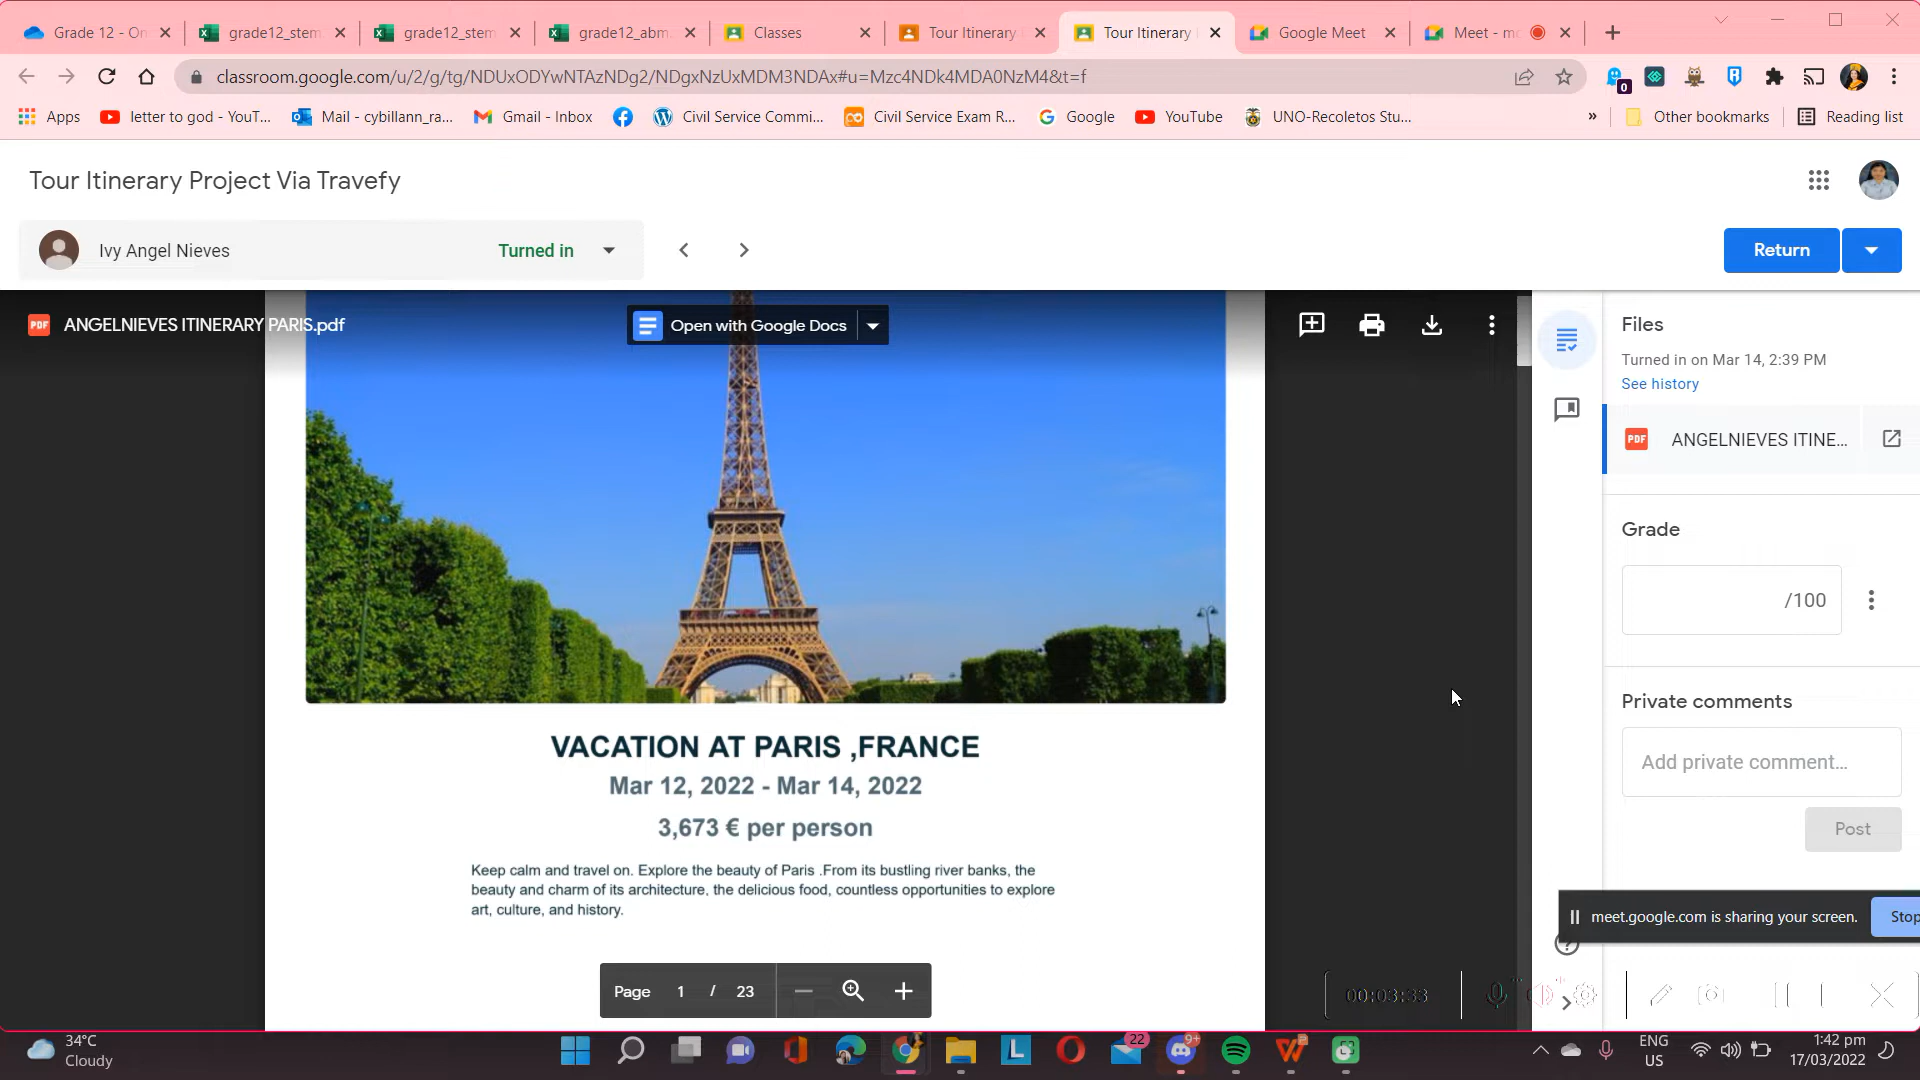 Grade 12 - On
grade12_stem
grade12_stem
grade12_abm
Classes
Tour Itinerary
Tour Itinerary
Google Meet
Meet - m
classroom.google.com/u/2/g/tg/NDUxODYwNTAzNDg2/NDgxNzUxMDM3NDAx#u=Mzc4NDk4MDA0NzM4&t=f
0
Apps
letter to god - YouT...
Mail - cybillann_ra...
Gmail - Inbox
Civil Service Commi...
Civil Service Exam R...
Google
YouTube
UNO-Recoletos Stu...
»
Other bookmarks
Reading list
Tour Itinerary Project Via Travefy
Ivy Angel Nieves
Turned in
Return
PDF
ANGELNIEVES ITINERARY PARIS.pdf
Open with Google Docs
Files
Turned in on Mar 14, 2:39 PM
See history
PDF
ANGELNIEVES ITINE...
Grade
/100
Private comments
Add private comment...
Post
VACATION AT PARIS ,FRANCE
Mar 12, 2022 - Mar 14, 2022
3,673 € per person
Keep calm and travel on. Explore the beauty of Paris .From its bustling river banks, the
beauty and charm of its architecture, the delicious food, countless opportunities to explore
art, culture, and history.
meet.google.com is sharing your screen.
Stop
Page 1 / 23
00:03:33
34°C
Cloudy
L
22
9+
ENG
US
1:42 pm
17/03/2022